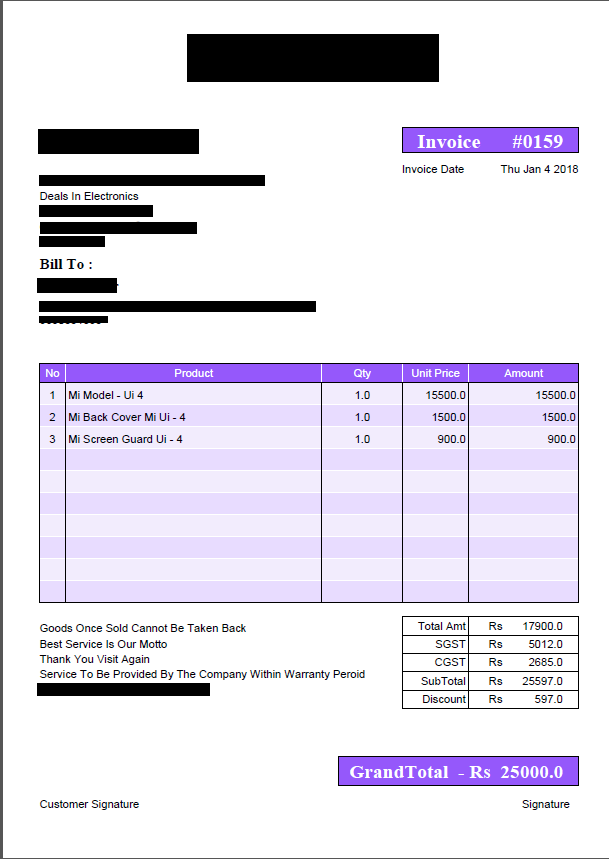 Invoice #0159
Invoice Date Thu Jan 4 2018
Deals In Electronics
Bill To :
No Product Qty Unit Price Amount
1 Mi Model - Ui 4 1.0 15500.0 15500.0
2 Mi Back Cover Mi Ui - 4 1.0 1500.0 1500.0
3 Mi Screen Guard Ui - 4 1.0 900.0 900.0
Goods Once Sold Cannot Be Taken Back
Best Service Is Our Motto
Thank You Visit Again
Service To Be Provided By The Company Within Warranty Peroid
Total Amt Rs 17900.0
SGST Rs 5012.0
CGST Rs 2685.0
SubTotal Rs 25597.0
Discount Rs 597.0
GrandTotal - Rs 25000.0
Customer Signature Signature